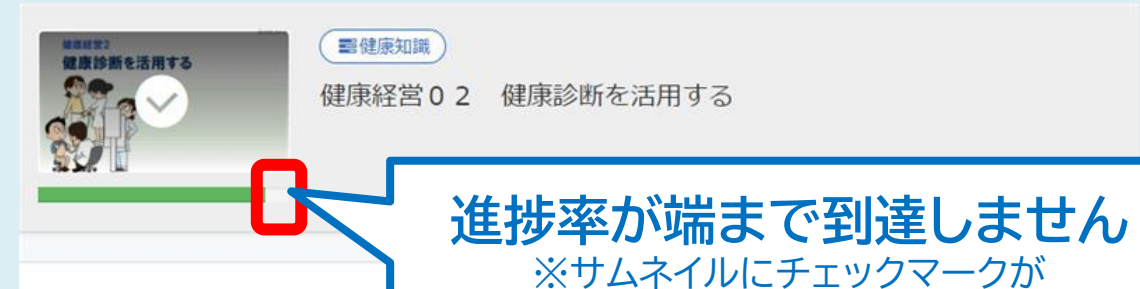 健康経営2
健康診断を活用する
健康知識
健康経営０２　健康診断を活用する
進捗率が端まで到達しません
※サムネイルにチェックマークが